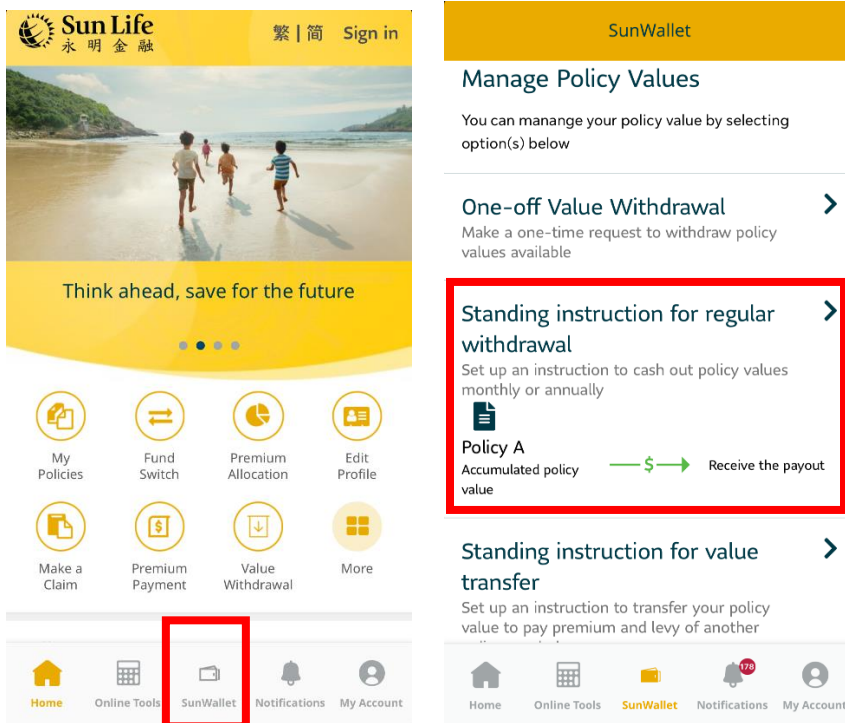 Sun Life
永明金融
繁 | 简 Sign in
Think ahead, save for the future
My
Policies
Fund
Switch
Premium
Allocation
Edit
Profile
Make a
Claim
Premium
Payment
Value
Withdrawal
More
Home
Online Tools
SunWallet
Notifications
My Account
SunWallet
Manage Policy Values
You can manange your policy value by selecting
option(s) below
One-off Value Withdrawal
Make a one-time request to withdraw policy
values available
Standing instruction for regular
withdrawal
Set up an instruction to cash out policy values
monthly or annually
Policy A
Accumulated policy
value
$
Receive the payout
Standing instruction for value
transfer
Set up an instruction to transfer your policy
value to pay premium and levy of another
178
Home
Online Tools
SunWallet
Notifications
My Account